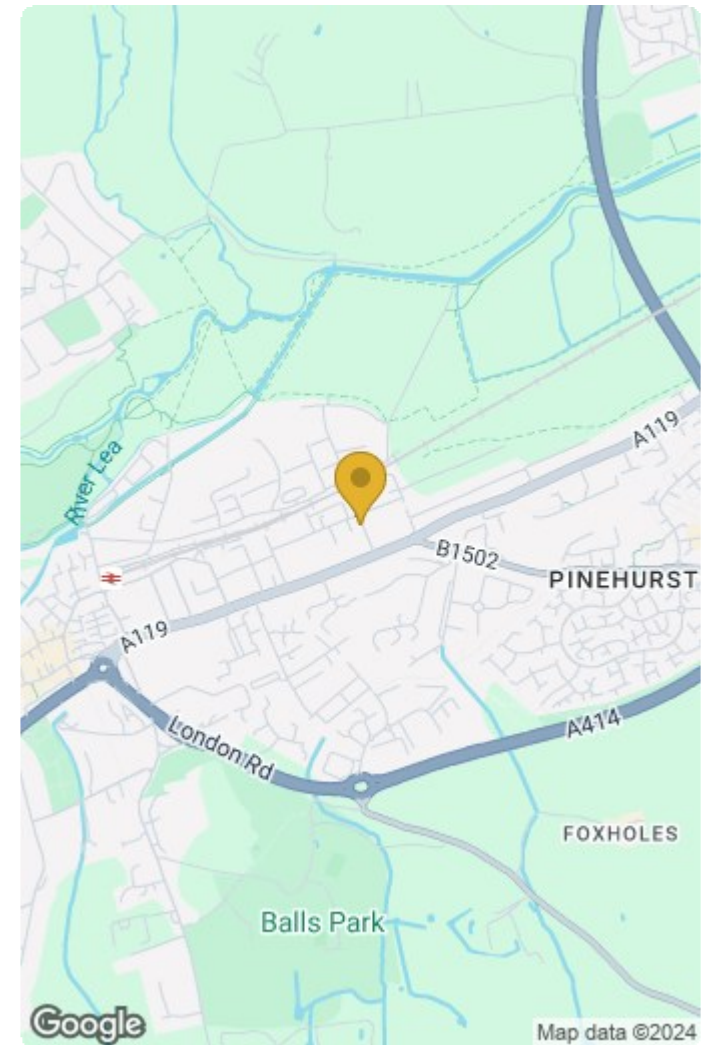 A119
River Lea
B1502
PINEHURST
A119
London Rd
A414
FOXHOLES
Balls Park
Google
Map data ©2024